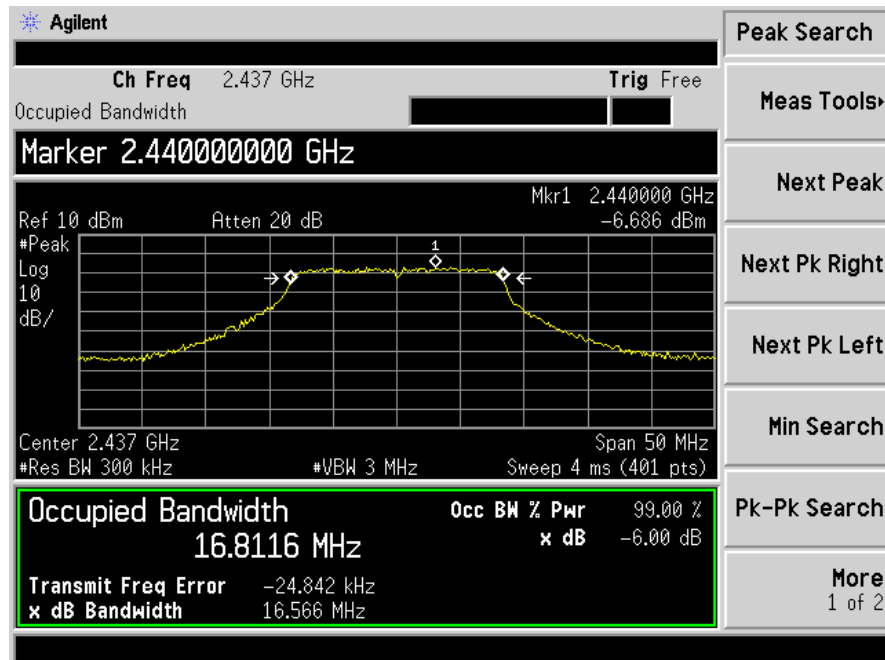 Agilent
Peak Search
Ch Freq 2.437 GHz Trig Free
Occupied Bandwidth
Meas Tools
Marker 2.440000000 GHz
Next Peak
Mkr1 2.440000 GHz
Ref 10 dBm Atten 20 dB -6.686 dBm
#Peak
1
Log
10
dB/
Next Pk Right
Next Pk Left
Center 2.437 GHz Span 50 MHz
#Res BW 300 kHz #VBW 3 MHz Sweep 4 ms (401 pts)
Min Search
Occupied Bandwidth Occ BW % Pwr 99.00 %
16.8116 MHz x dB -6.00 dB
Pk-Pk Search
Transmit Freq Error -24.842 kHz
x dB Bandwidth 16.566 MHz
More
1 of 2